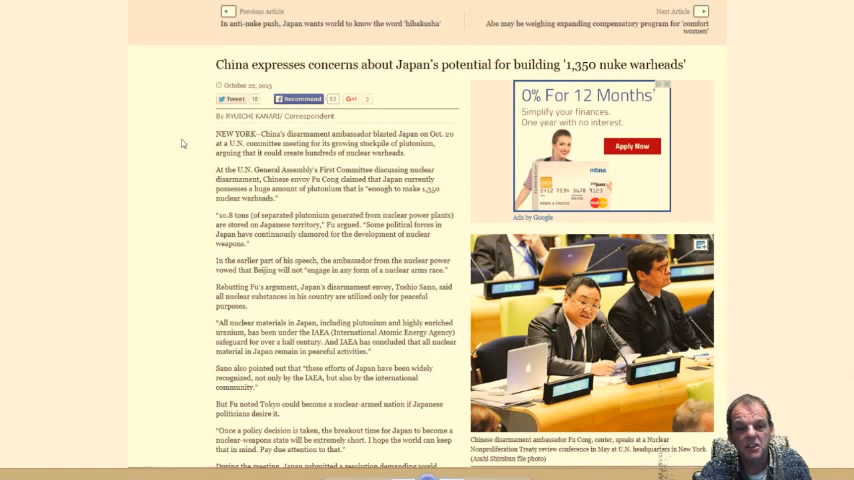 Previous Article
Next Article
In anti-nuke push, Japan wants world to know the word 'hibakusha'
Abe may be weighing expanding compensatory program for 'comfort
women'
China expresses concerns about Japan's potential for building '1,350 nuke warheads'
October 22, 2015
Tweet 18 Recommend 51 G+1 2
By RYUICHI KANARI/ Correspondent
NEW YORK--China's disarmament ambassador blasted Japan on Oct. 20
at a U.N. committee meeting for its growing stockpile of plutonium,
arguing that it could create hundreds of nuclear warheads.
At the U.N. General Assembly's First Committee discussing nuclear
disarmament, Chinese envoy Fu Cong claimed that Japan currently
possesses a huge amount of plutonium that is "enough to make 1,350
nuclear warheads."
"10.8 tons (of separated plutonium generated from nuclear power plants)
are stored on Japanese territory," Fu argued. "Some political forces in
Japan have continuously clamored for the development of nuclear
weapons."
In the earlier part of his speech, the ambassador from the nuclear power
vowed that Beijing will not "engage in any form of a nuclear arms race."
Rebutting Fu's argument, Japan's disarmament envoy, Toshio Sano, said
all nuclear substances in his country are utilized only for peaceful
purposes.
"All nuclear materials in Japan, including plutonium and highly enriched
uranium, has been under the IAEA (International Atomic Energy Agency)
safeguard for over a half century. And IAEA has concluded that all nuclear
material in Japan remain in peaceful activities."
Sano also pointed out that "these efforts of Japan have been widely
recognized, not only by the IAEA, but also by the international
community."
But Fu noted Tokyo could become a nuclear-armed nation if Japanese
politicians desire it.
"Once a policy decision is taken, the breakout time for Japan to become a
nuclear-weapons state will be extremely short. I hope the world can keep
that in mind. Pay due attention to that."
During the meeting, Japan submitted a resolution demanding world
0% For 12 Months
Simplify your finances.
One year with no interest.
Apply Now
Ads by Google
Chinese disarmament ambassador Fu Cong, center, speaks at a Nuclear
Nonproliferation Treaty review conference in May at U.N. headquarters in New York.
(Asahi Shimbun file photo)